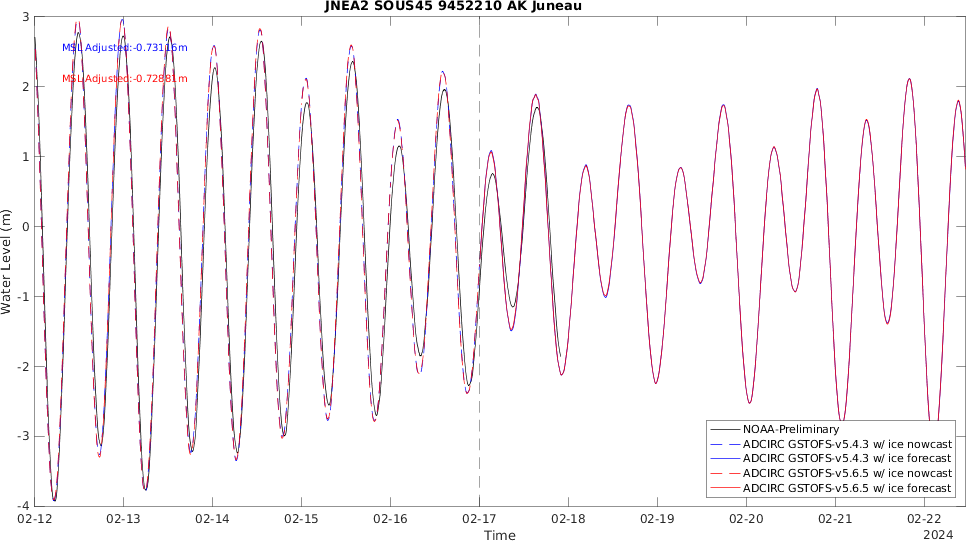 JNEA2 SOUS45 9452210 AK Juneau
3
MSL Adjusted:-0.73116m
MSL Adjusted:-0.72881m
2
1
0
-1
-2
-3
-4
Water Level (m)
NOAA-Preliminary
ADCIRC GSTOFS-v5.4.3 w/ ice nowcast
ADCIRC GSTOFS-v5.4.3 w/ ice forecast
ADCIRC GSTOFS-v5.6.5 w/ ice nowcast
ADCIRC GSTOFS-v5.6.5 w/ ice forecast
02-12 02-13 02-14 02-15 02-16 02-17 02-18 02-19 02-20 02-21 02-22
Time
2024